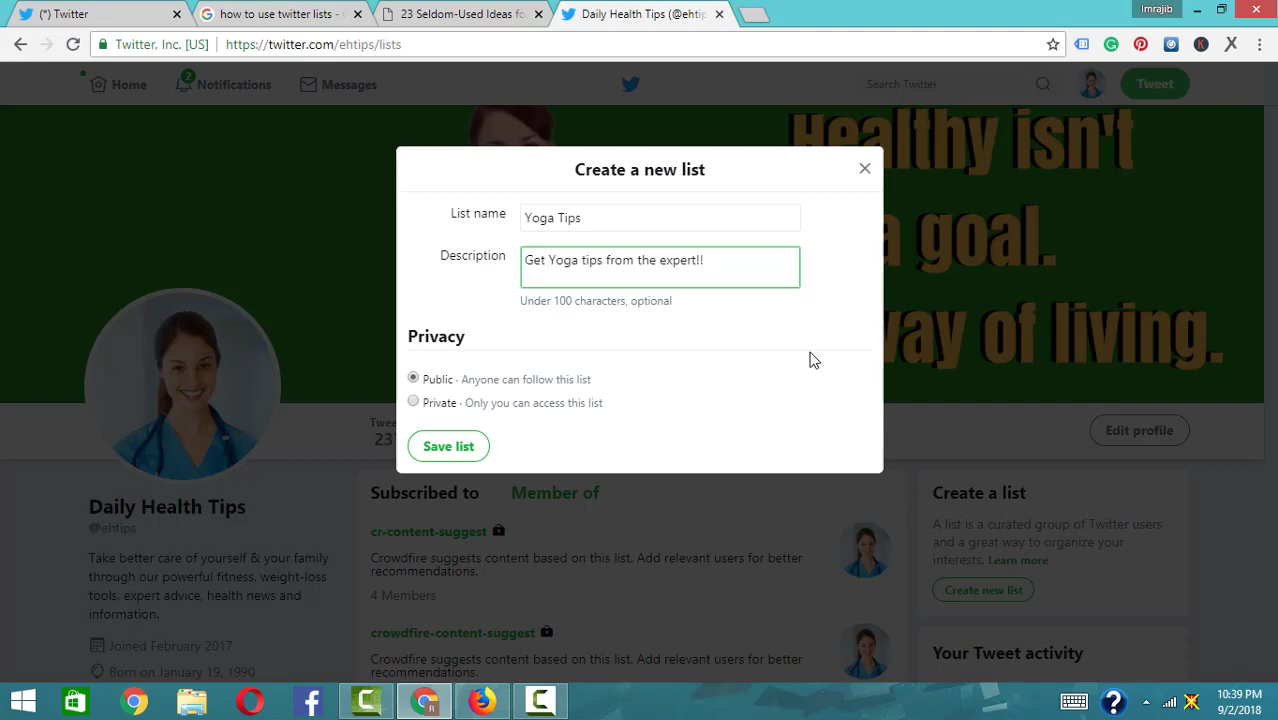 (*) Twitter
how to use twitter lists - G
23 Seldom-Used Ideas fo
Daily Health Tips (@ehtip
Imrajib
Twitter, Inc. [US]
https://twitter.com/ehtips/lists
Home
2
Notifications
Messages
Search Twitter
Tweet
Healthy isn't
a goal.
way of living.
Create a new list
List name
Yoga Tips
Description
Get Yoga tips from the expert!!
Under 100 characters, optional
Privacy
Public · Anyone can follow this list
Private · Only you can access this list
Save list
Edit profile
Daily Health Tips
@ehtips
Take better care of yourself & your family
through our powerful fitness, weight-loss
tools, expert advice, health news and
information.
Joined February 2017
Born on January 19, 1990
Subscribed to
Member of
cr-content-suggest
Crowdfire suggests content based on this list. Add relevant users for better
recommendations.
4 Members
crowdfire-content-suggest
Crowdfire suggests content based on this list. Add relevant users for better
recommendations.
Create a list
A list is a curated group of Twitter users
and a great way to organize your
interests. Learn more
Create new list
Your Tweet activity
10:39 PM
9/2/2018